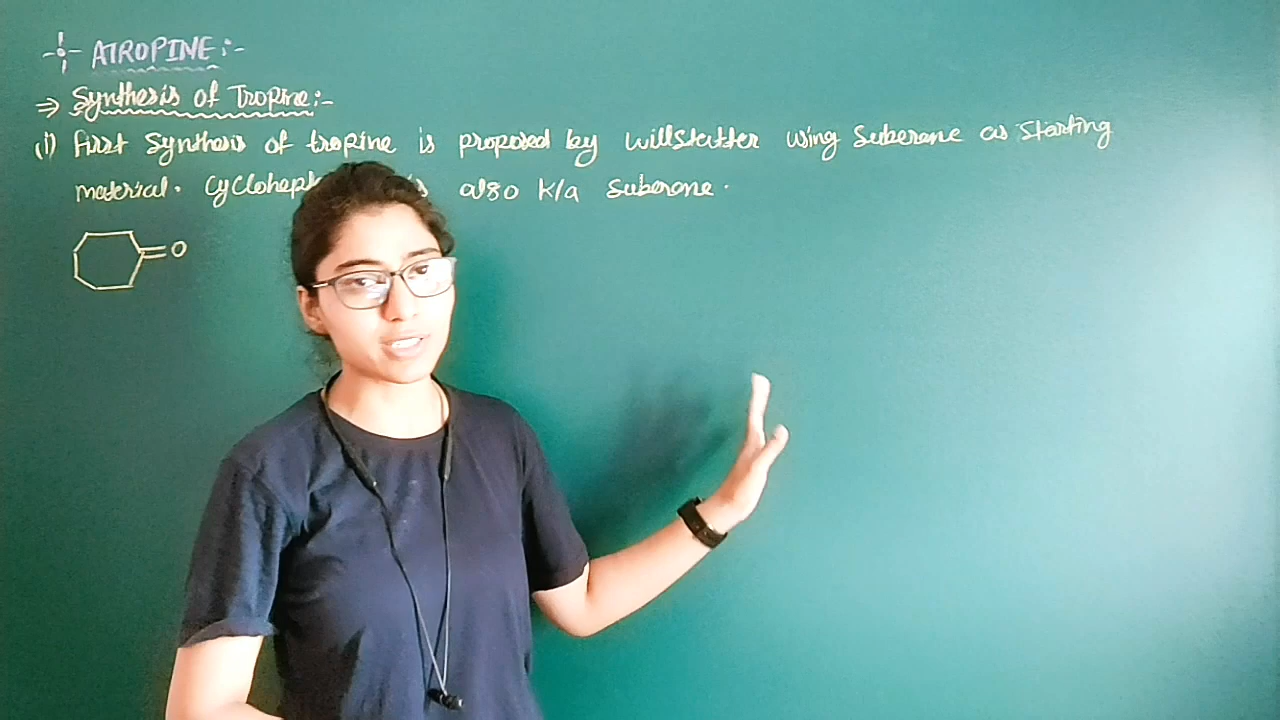 ATROPINE:-
⇒ Synthesis of Tropine:-
(i) First Synthesis of tropine is proposed by Willstatter using Suberone as Starting
material. is also k/a Suberone.
=O